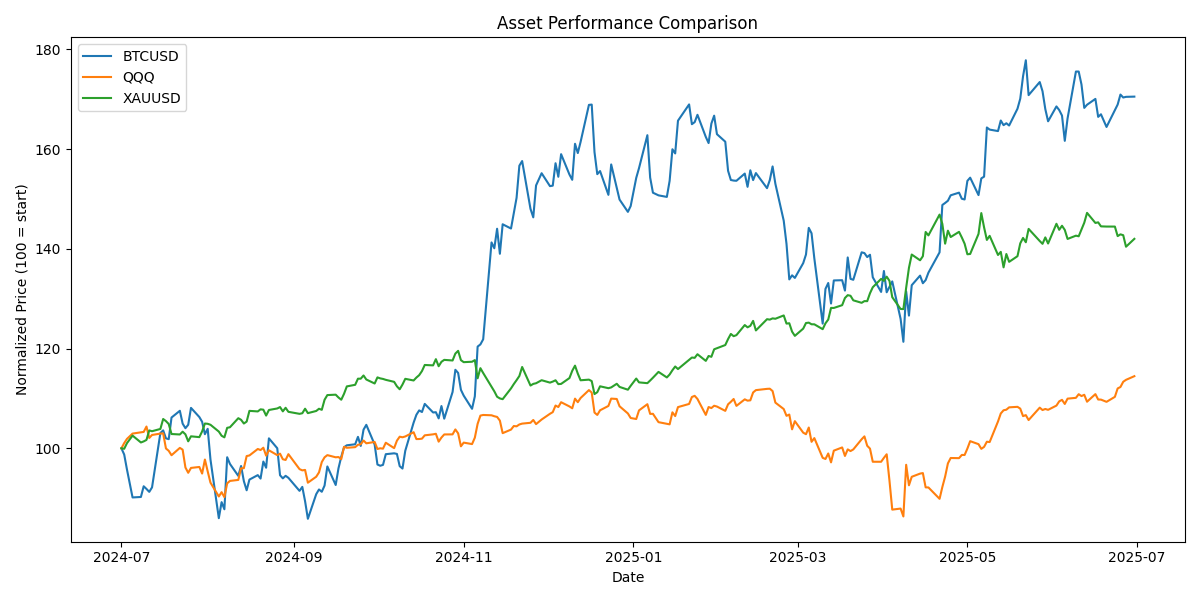 Asset Performance Comparison
BTCUSD
QQQ
XAUUSD
Normalized Price (100 = start)
180
160
140
120
100
2024-07
2024-09
2024-11
2025-01
2025-03
2025-05
2025-07
Date